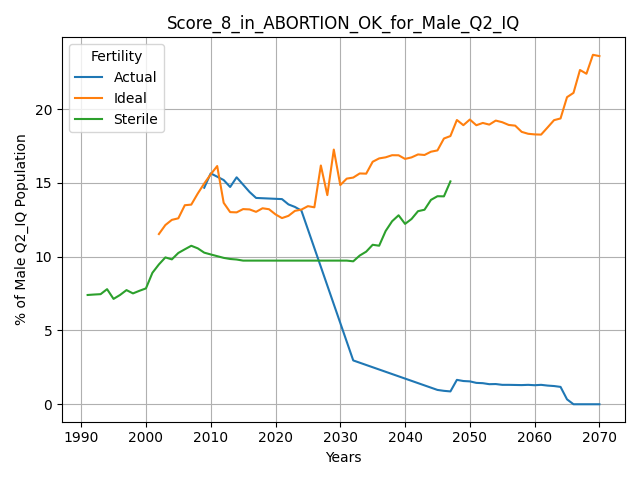 Score_8_in_ABORTION_OK_for_Male_Q2_IQ
Fertility
Actual
Ideal
Sterile
% of Male Q2_IQ Population
20
15
10
5
0
1990 2000 2010 2020 2030 2040 2050 2060 2070
Years